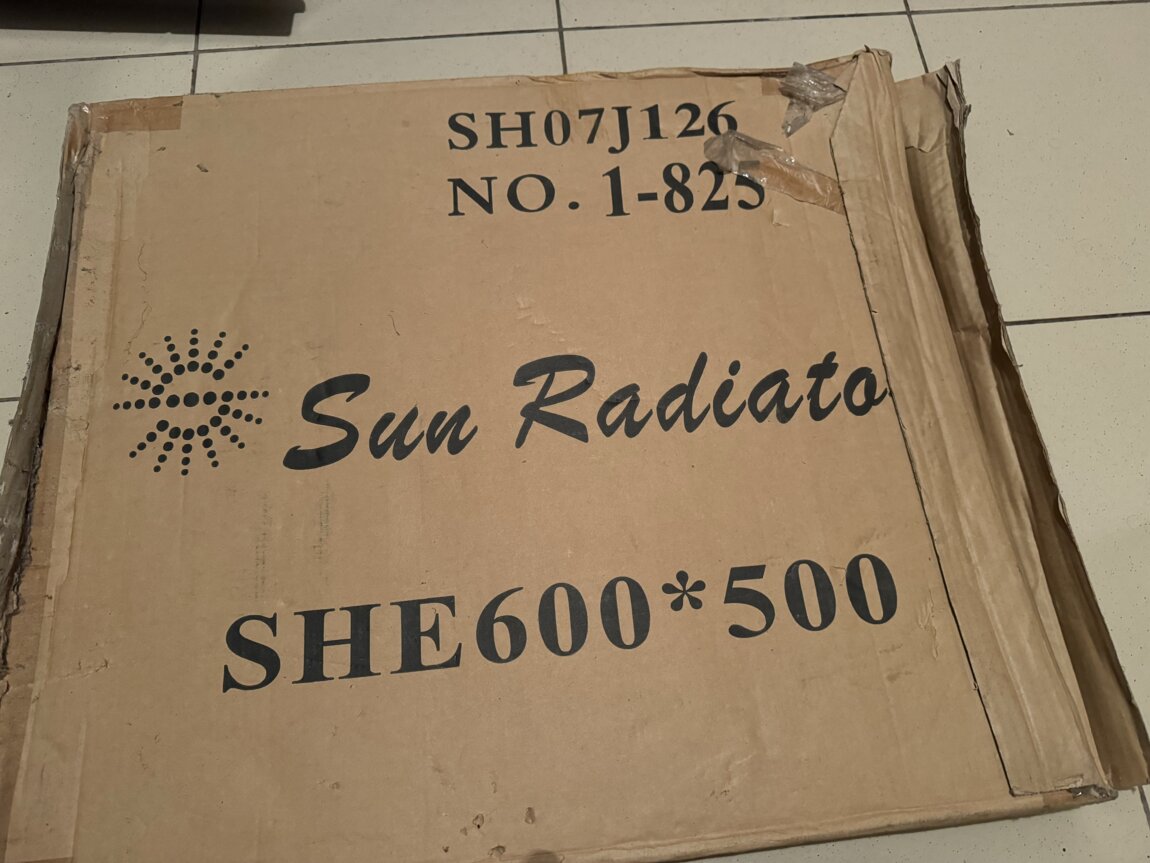 SH07J126
NO. 1-825
Sun Radiato
SHE600*500